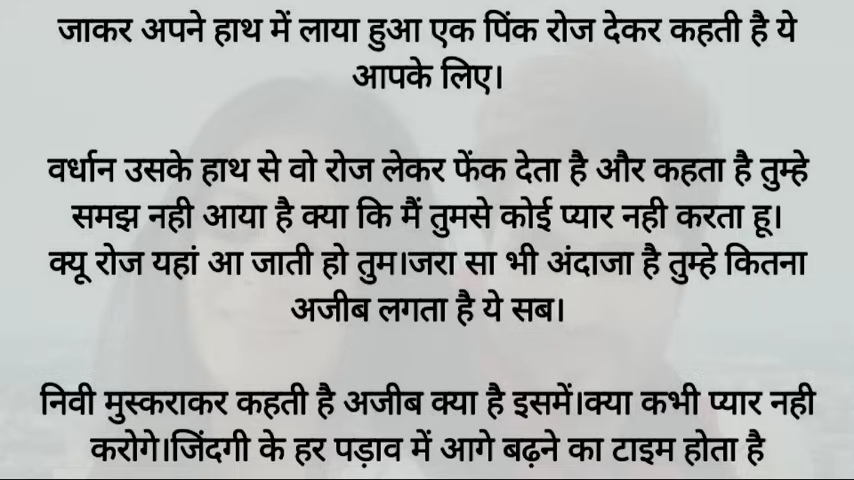 जाकर अपने हाथ में लाया हुआ एक पिंक रोज देकर कहती है ये
आपके लिए।
वर्धान उसके हाथ से वो रोज लेकर फेंक देता है और कहता है तुम्हे
समझ नही आया है क्या कि मैं तुमसे कोई प्यार नही करता हू।
क्यू रोज यहां आ जाती हो तुम।जरा सा भी अंदाजा है तुम्हे कितना
अजीब लगता है ये सब।
निवी मुस्कराकर कहती है अजीब क्या है इसमें।क्या कभी प्यार नही
करोगे।जिंदगी के हर पड़ाव में आगे बढ़ने का टाइम होता है